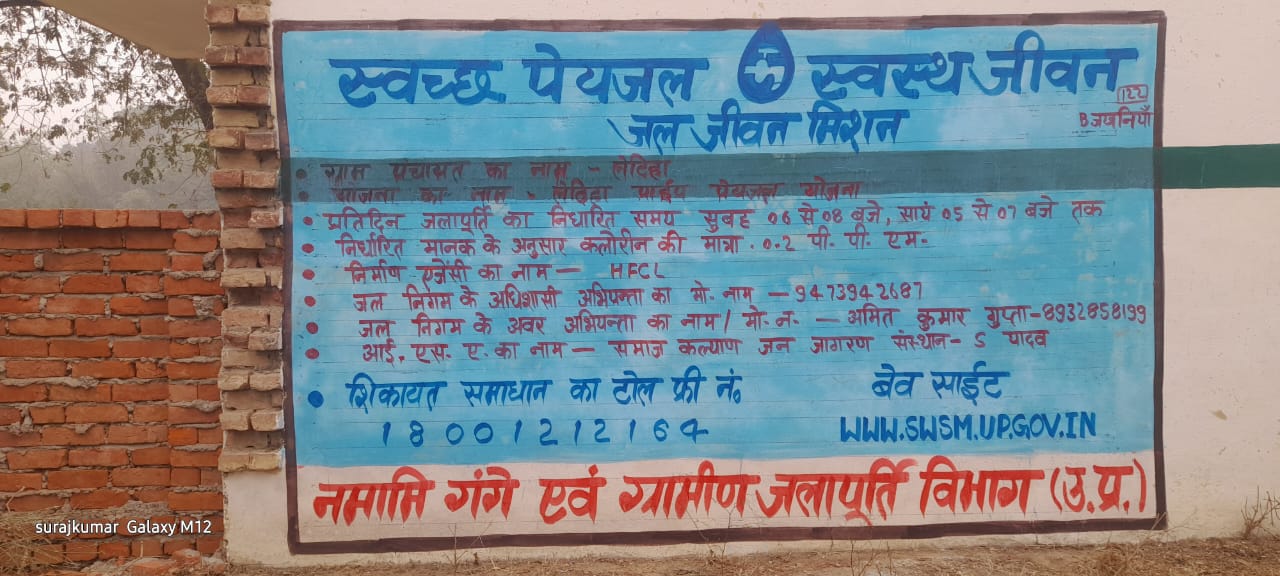 स्वच्छ पेयजल स्वस्थ जीवन
122
जल जीवन मिशन
B जखनियाँ
• ग्राम पंचायत का नाम - लेदिहा
• योजना का नाम - लेदिहा पाईप पेयजल योजना
• प्रतिदिन जलापूर्ति का निर्धारित समय सुबह 06 से 08 बजे, सायं 05 से 07 बजे तक
• निर्धारित मानक के अनुसार कलोरीन की मात्रा . 0.2 पी. पी. एम.
• निर्माण एजेंसी का नाम — HFCL
• जल निगम के अधिशासी अभियन्ता का मो. नाम — 9473942687
• जल निगम के अवर अभियन्ता का नाम / मो. न. — अमित कुमार गुप्ता-8932858199
• आई. एस. ए. का नाम — समाज कल्याण जन जागरण संस्थान- S यादव
• शिकायत समाधान का टोल फ्री नं. बेव साईट
18001212164 WWW.SWSM.UP.GOV.IN
नमामि गंगे एवं ग्रामीण जलापूर्ति विभाग (उ.प्र.)
surajkumar Galaxy M12